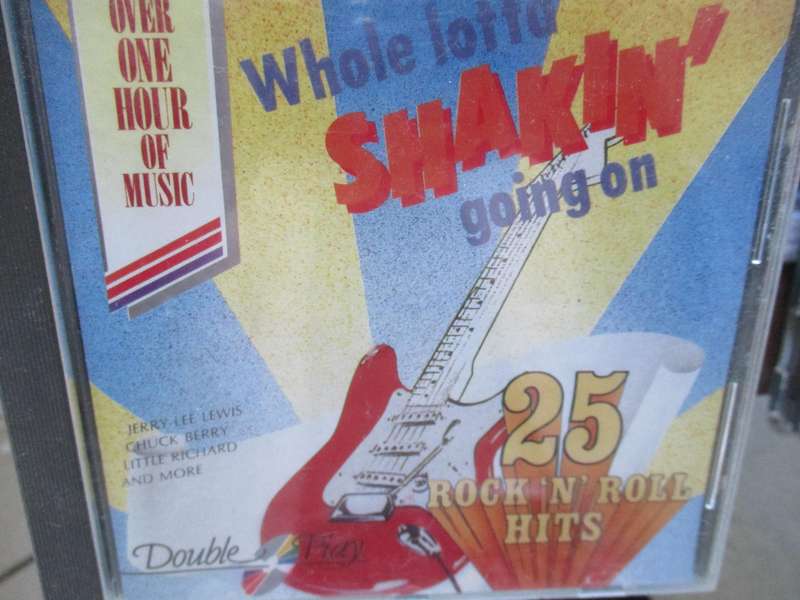 OVER
ONE
HOUR
OF
MUSIC
Whole lotta
SHAKIN'
going on
JERRY LEE LEWIS
CHUCK BERRY
LITTLE RICHARD
AND MORE
25
ROCK 'N' ROLL
HITS
Double Play